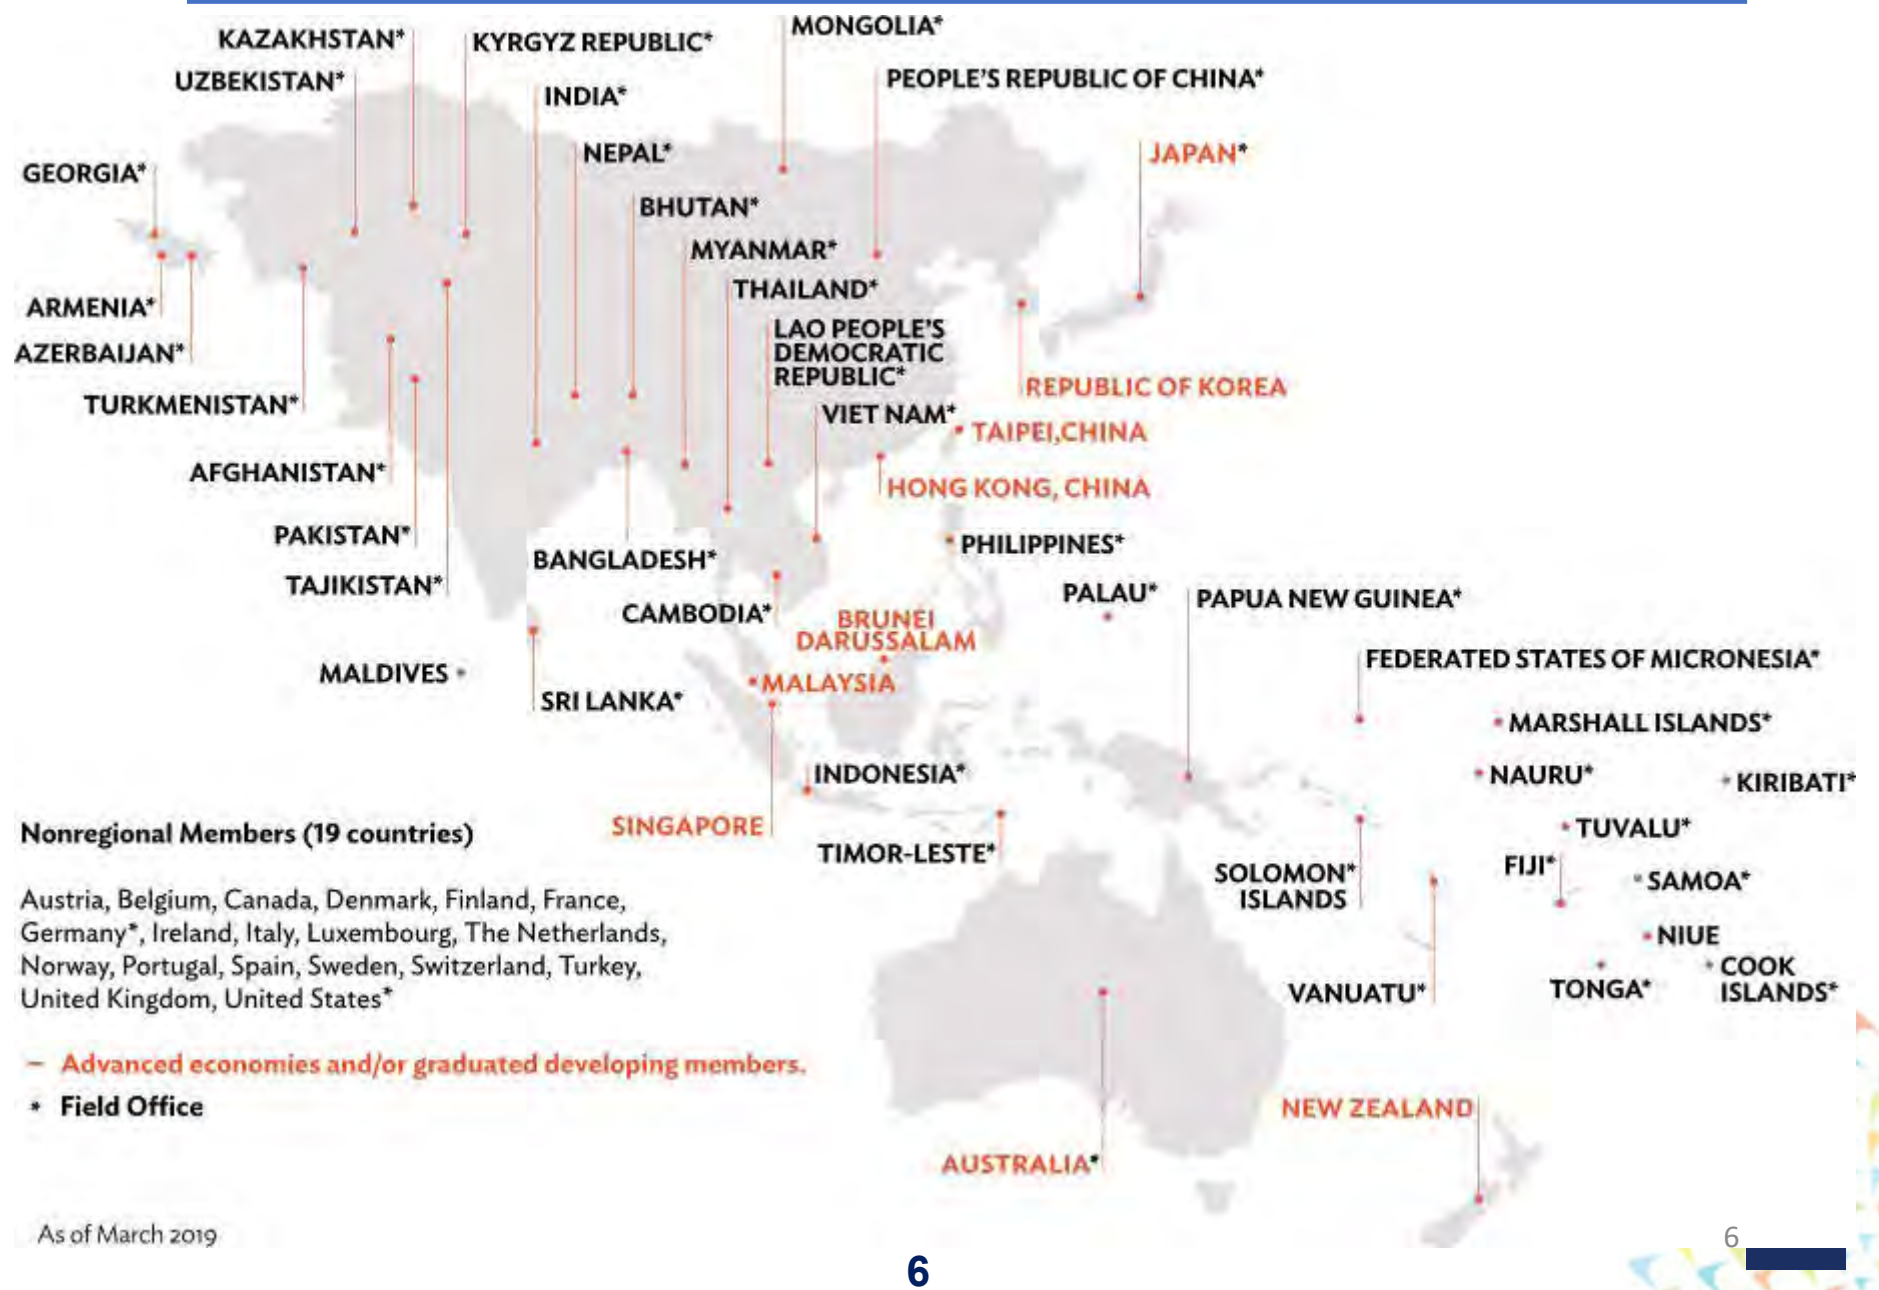 MONGOLIA*
KAZAKHSTAN*
KYRGYZ REPUBLIC*
UZBEKISTAN*
PEOPLE'S REPUBLIC OF CHINA*
INDIA*
NEPAL*
JAPAN*
GEORGIA*
BHUTAN*
MYANMAR*
THAILAND*
ARMENIA*
LAO PEOPLE'S
DEMOCRATIC
REPUBLIC*
AZERBAIJAN*
REPUBLIC OF KOREA
TURKMENISTAN*
VIET NAM*
TAIPEI,CHINA
AFGHANISTAN*
HONG KONG, CHINA
PAKISTAN*
PHILIPPINES*
BANGLADESH*
TAJIKISTAN*
PALAU*
PAPUA NEW GUINEA*
CAMBODIA*
BRUNEI
DARUSSALAM
FEDERATED STATES OF MICRONESIA*
MALDIVES
MALAYSIA
SRI LANKA*
MARSHALL ISLANDS*
INDONESIA*
NAURU*
KIRIBATI*
SINGAPORE
TUVALU*
TIMOR-LESTE*
FIJI*
SOLOMON*
ISLANDS
SAMOA*
NIUE
COOK
ISLANDS*
TONGA*
VANUATU*
Nonregional Members (19 countries)
Austria, Belgium, Canada, Denmark, Finland, France,
Germany*, Ireland, Italy, Luxembourg, The Netherlands,
Norway, Portugal, Spain, Sweden, Switzerland, Turkey,
United Kingdom, United States*
– Advanced economies and/or graduated developing members.
* Field Office
NEW ZEALAND
AUSTRALIA*
As of March 2019
6
6